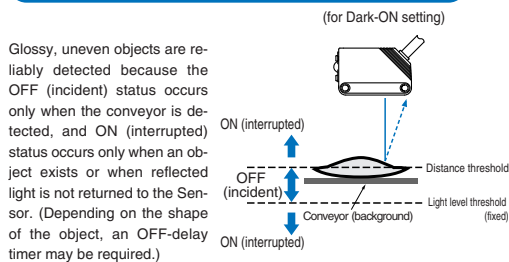 (for Dark-ON setting)
Glossy, uneven objects are re-
liably detected because the
OFF (incident) status occurs
only when the conveyor is de-
tected, and ON (interrupted)
status occurs only when an ob-
ject exists or when reflected
light is not returned to the Sen-
sor. (Depending on the shape
of the object, an OFF-delay
timer may be required.)
ON (interrupted)
OFF
(incident)
ON (interrupted)
Distance threshold
Light level threshold
(fixed)
Conveyor (background)